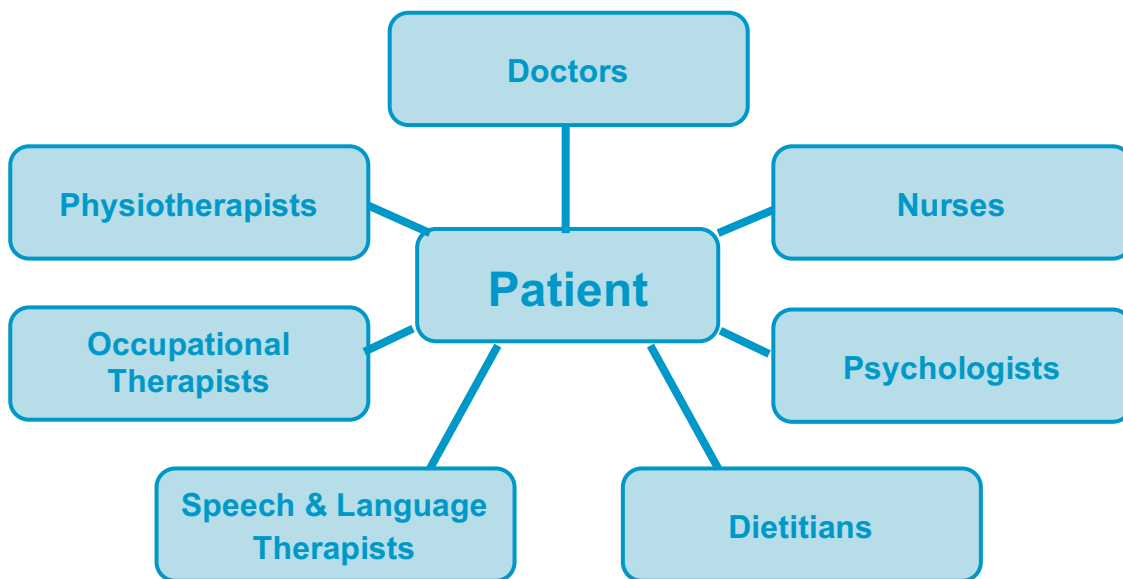 Doctors
Physiotherapists
Nurses
Patient
Occupational
Therapists
Psychologists
Speech & Language
Therapists
Dietitians